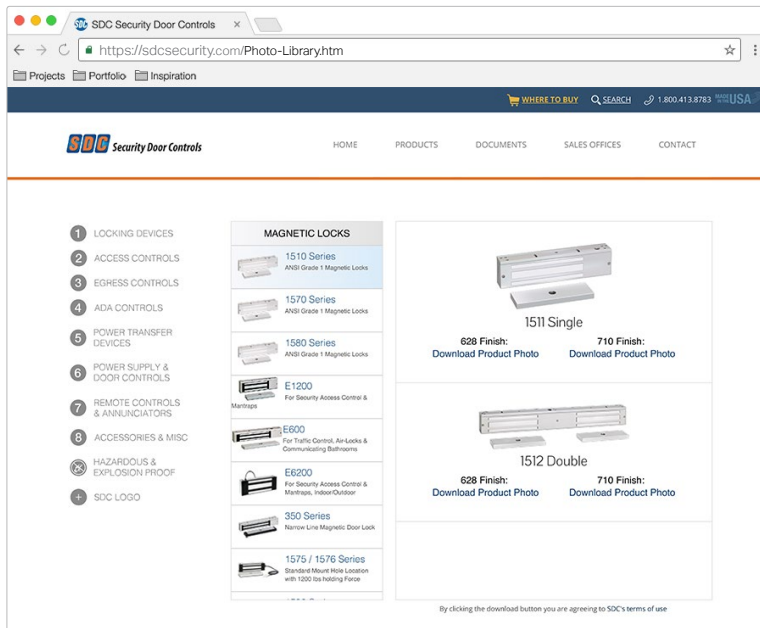 SDC Security Door Controls
https://sdcsecurity.com/Photo-Library.htm
Projects Portfolio Inspiration
WHERE TO BUY SEARCH 1.800.413.8783 MADE IN THE USA
SDC Security Door Controls
HOME PRODUCTS DOCUMENTS SALES OFFICES CONTACT
1 LOCKING DEVICES
2 ACCESS CONTROLS
3 EGRESS CONTROLS
4 ADA CONTROLS
5 POWER TRANSFER
DEVICES
6 POWER SUPPLY &
DOOR CONTROLS
7 REMOTE CONTROLS
& ANNUNCIATORS
8 ACCESSORIES & MISC
HAZARDOUS &
EXPLOSION PROOF
+ SDC LOGO
MAGNETIC LOCKS
1510 Series
ANSI Grade 1 Magnetic Locks
1570 Series
ANSI Grade 1 Magnetic Locks
1580 Series
ANSI Grade 1 Magnetic Locks
E1200
For Security Access Control &
Mantraps
E600
For Traffic Control, Air-Locks &
Communicating Bathrooms
E6200
For Security Access Control &
Mantraps, Indoor/Outdoor
350 Series
Narrow Line Magnetic Door Lock
1575 / 1576 Series
Standard Mount Hole Location
with 1200 lbs holding Force
1511 Single
628 Finish: 710 Finish:
Download Product Photo Download Product Photo
1512 Double
628 Finish: 710 Finish:
Download Product Photo Download Product Photo
By clicking the download button you are agreeing to SDC's terms of use